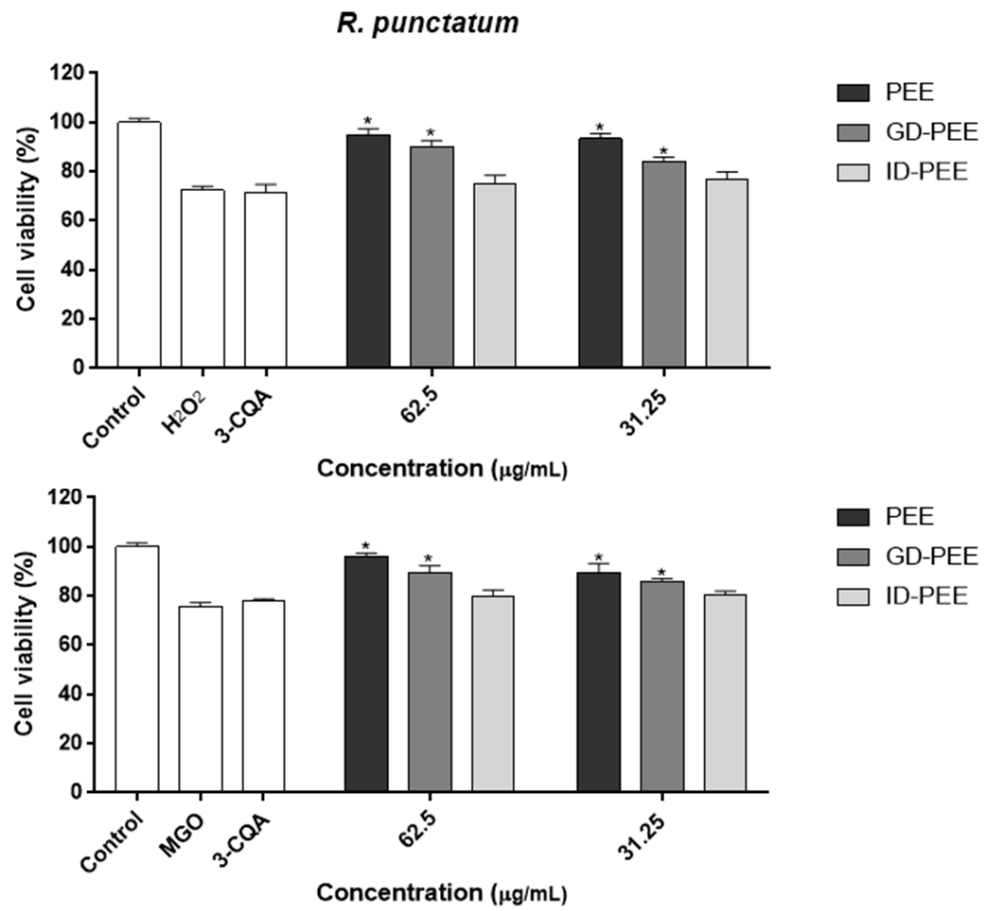 R. punctatum
Cell viability (%)
120
100
80
60
40
20
0
* * * *
Control H2O2 3-CQA 62.5 31.25
Concentration (μg/mL)
PEE
GD-PEE
ID-PEE
Cell viability (%)
120
100
80
60
40
20
0
* * * *
Control MGO 3-CQA 62.5 31.25
Concentration (μg/mL)
PEE
GD-PEE
ID-PEE